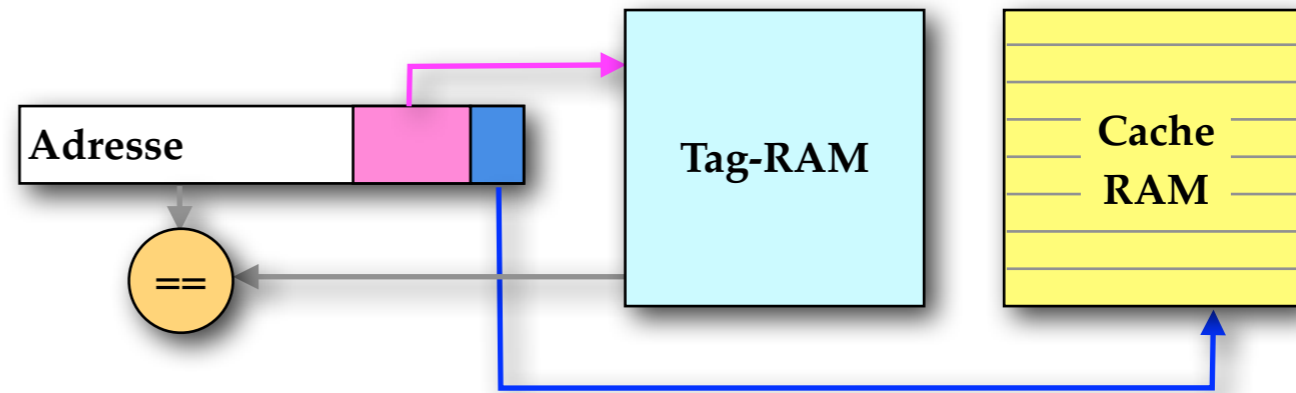 Adresse
==
Tag-RAM
Cache
RAM